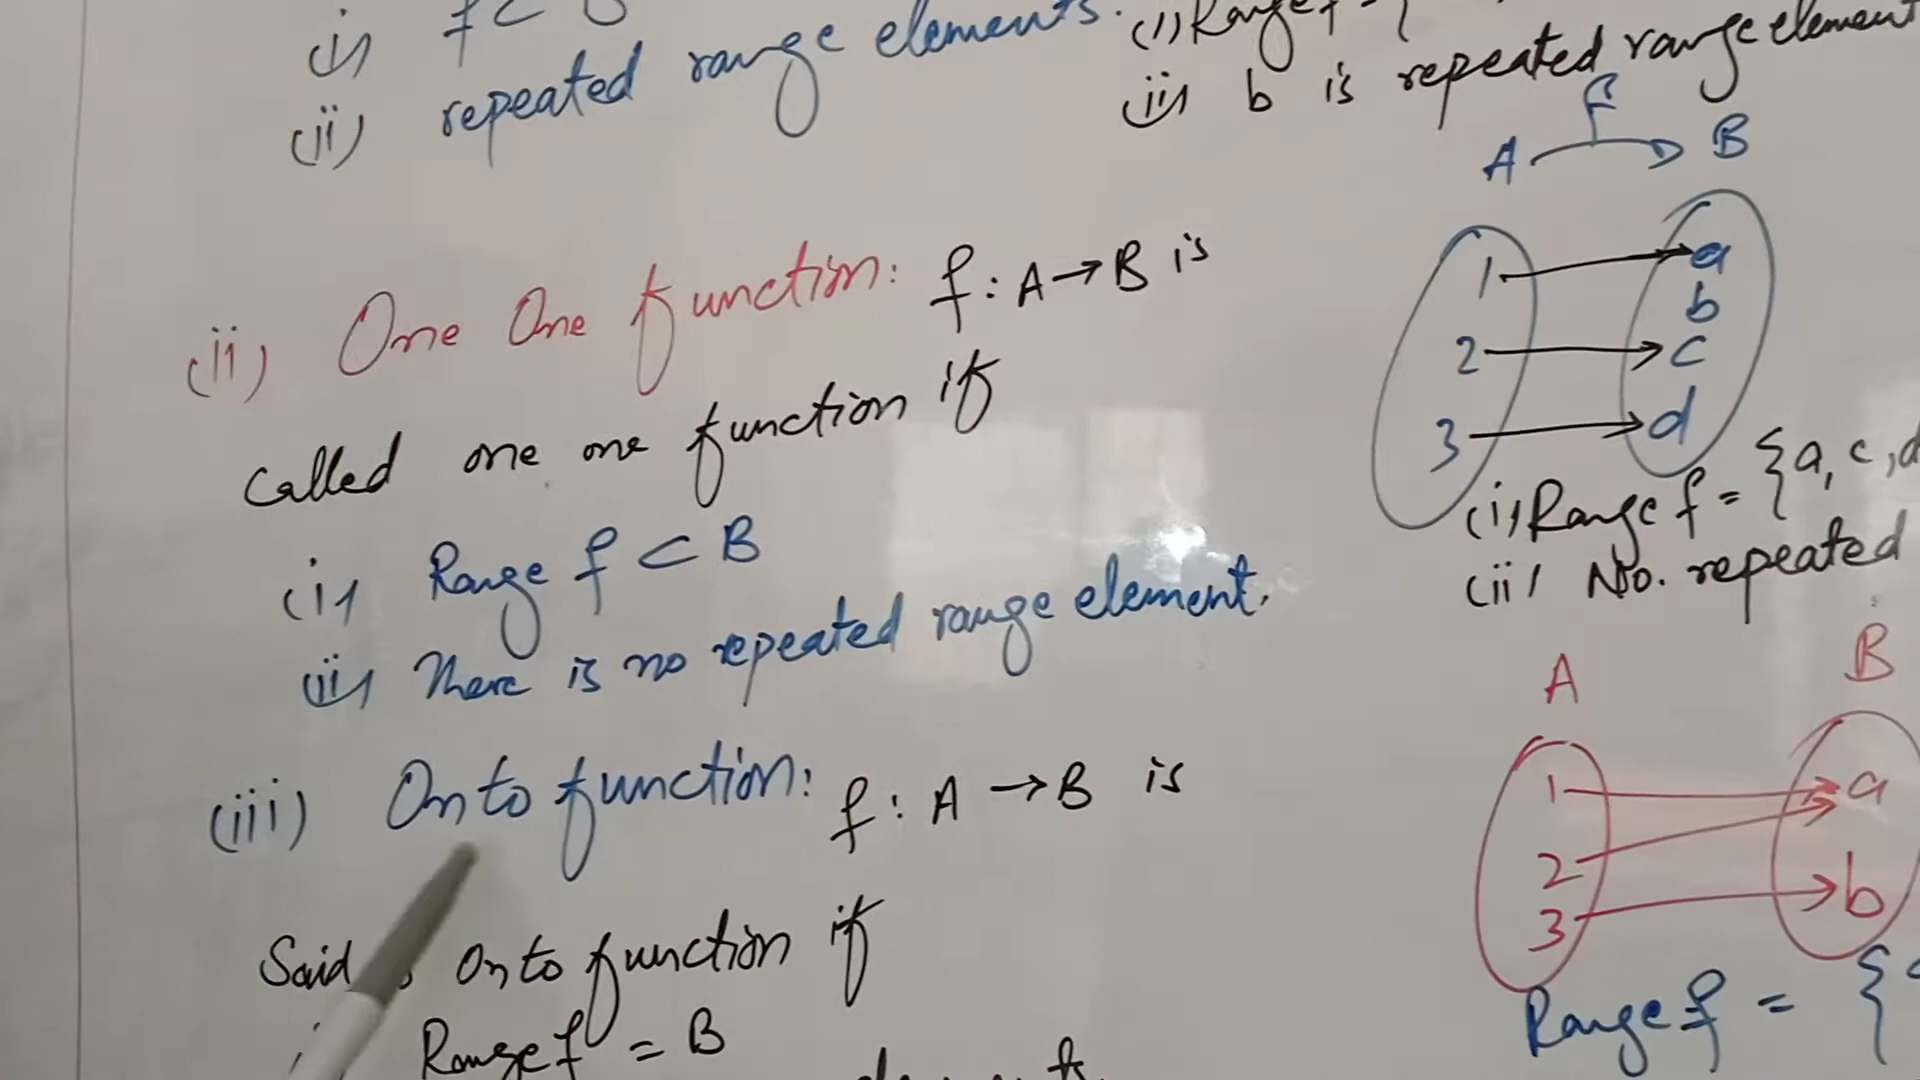 (i) f ⊂
(ii) repeated range elements.
(i) Range f = {
(ii) b is repeated range element
f
A → B
(ii) One One function: f : A → B is
Called one one function if
(i) Range f ⊂ B
(ii) There is no repeated range element.
1 a
b
2 c
3 d
(i) Range f = {a, c, d
(ii) No. repeated
(iii) Onto function: f : A → B is
Said Onto function if
Range f = B
A B
1 a
2
3 b
Range f = {